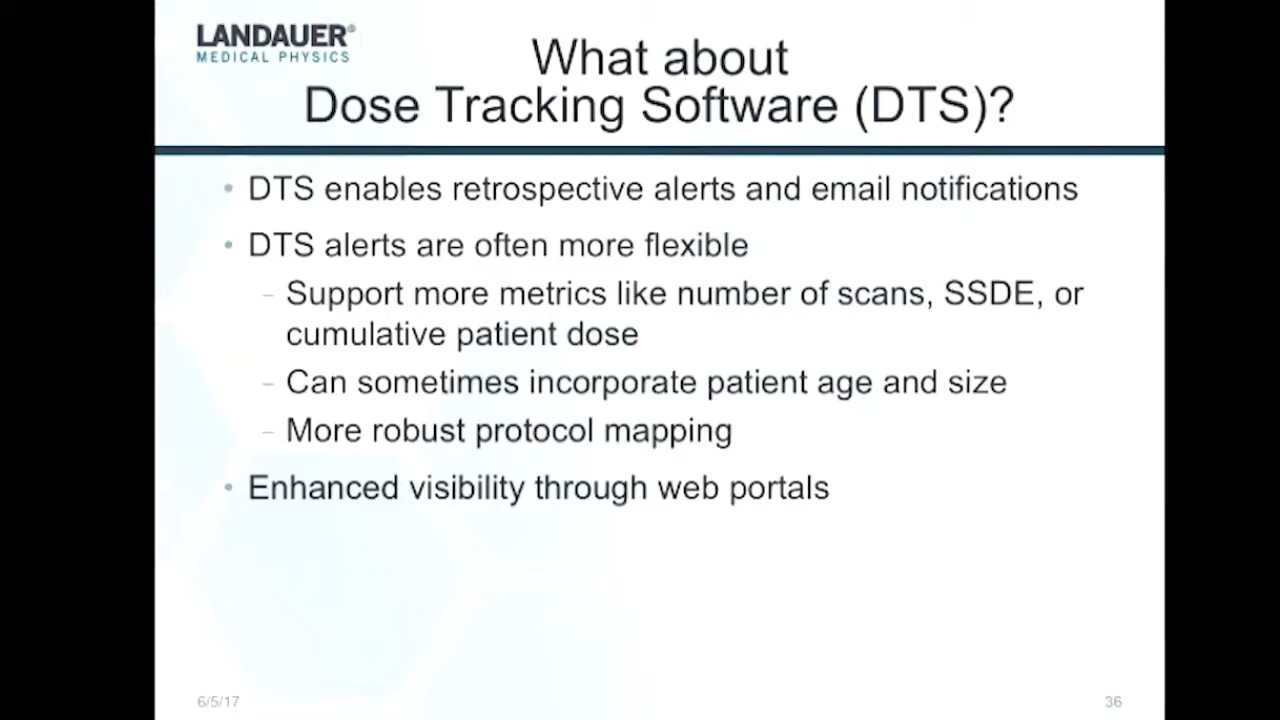 LANDAUER®
MEDICAL PHYSICS
What about
Dose Tracking Software (DTS)?
• DTS enables retrospective alerts and email notifications
• DTS alerts are often more flexible
– Support more metrics like number of scans, SSDE, or
cumulative patient dose
– Can sometimes incorporate patient age and size
– More robust protocol mapping
• Enhanced visibility through web portals
6/5/17
36